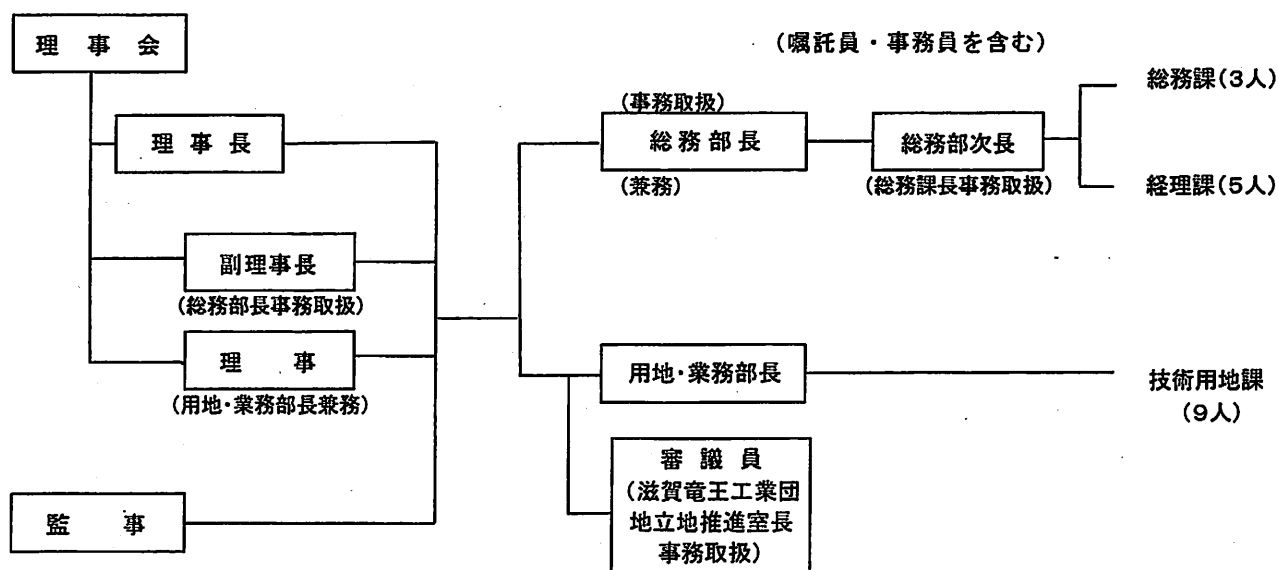 理事会
(嘱託員・事務員を含む)
総務課(3人)
(事務取扱)
理事長
総務部長
総務部次長
(兼務)
(総務課長事務取扱)
経理課(5人)
副理事長
(総務部長事務取扱)
理事
(用地・業務部長兼務)
用地・業務部長
技術用地課
(9人)
審議員
(滋賀竜王工業団
地立地推進室長
事務取扱)
監事